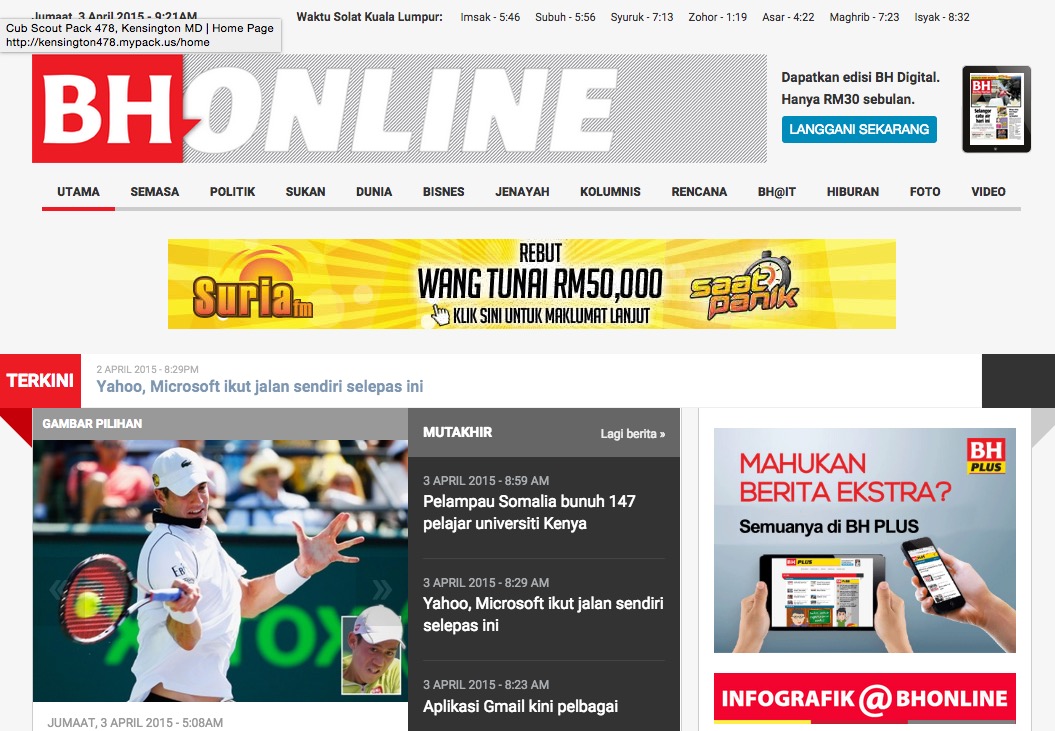 Jumaat, 3 April 2015 - 9:21AM
Waktu Solat Kuala Lumpur: Imsak - 5:46 Subuh - 5:56 Syuruk - 7:13 Zohor - 1:19 Asar - 4:22 Maghrib - 7:23 Isyak - 8:32
Cub Scout Pack 478, Kensington MD | Home Page
http://kensington478.mypack.us/home
BH ONLINE
Dapatkan edisi BH Digital.
Hanya RM30 sebulan.
LANGGANI SEKARANG
BH
UTAMA SEMASA POLITIK SUKAN DUNIA BISNES JENAYAH KOLUMNIS RENCANA BH@IT HIBURAN FOTO VIDEO
Suria fm
REBUT
WANG TUNAI RM50,000
KLIK SINI UNTUK MAKLUMAT LANJUT
saat
panik
TERKINI
2 APRIL 2015 - 8:29PM
Yahoo, Microsoft ikut jalan sendiri selepas ini
GAMBAR PILIHAN
JUMAAT, 3 APRIL 2015 - 5:08AM
MUTAKHIR
Lagi berita »
3 APRIL 2015 - 8:59 AM
Pelampau Somalia bunuh 147
pelajar universiti Kenya
3 APRIL 2015 - 8:29 AM
Yahoo, Microsoft ikut jalan sendiri
selepas ini
3 APRIL 2015 - 8:23 AM
Aplikasi Gmail kini pelbagai
BH
PLUS
MAHUKAN
BERITA EKSTRA?
Semuanya di BH PLUS
BH PLUS
INFOGRAFIK@BHONLINE